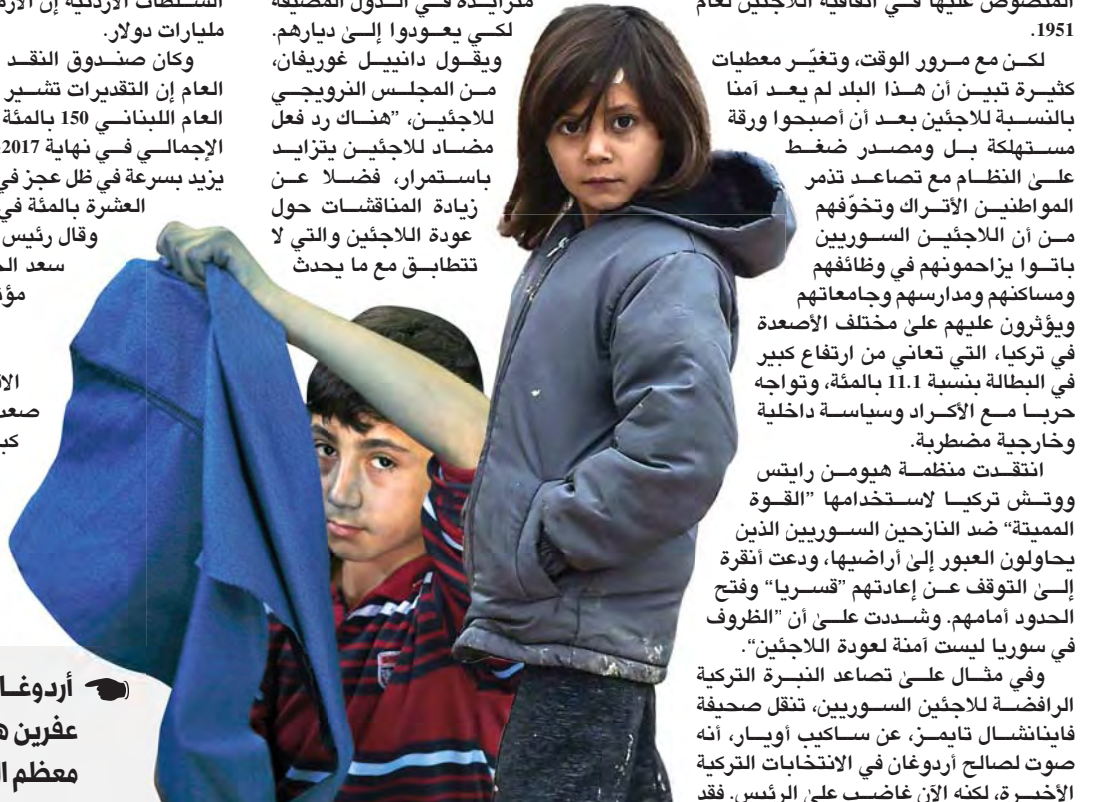 المنصوص عليها في اتفاقية اللاجئين لعام
1951.
لكن مع مرور الوقت، وتغيّر معطيات
كثيرة تبين أن هذا البلد لم يعد آمنا
بالنسبة للاجئين بعد أن أصبحوا ورقة
مستهلكة بل ومصدر ضغط
على النظام مع تصاعد تذمر
المواطنين الأتراك وتخوّفهم
من أن اللاجئين السوريين
باتوا يزاحمونهم في وظائفهم
ومساكنهم ومدارسهم وجامعاتهم
ويؤثرون عليهم على مختلف الأصعدة
في تركيا، التي تعاني من ارتفاع كبير
في البطالة بنسبة 11.1 بالمئة، وتواجه
حربا مع الأكراد وسياسة داخلية
وخارجية مضطربة.
انتقدت منظمة هيومن رايتس
ووتش تركيا لاستخدامها ”القوة
المميتة“ ضد النازحين السوريين الذين
يحاولون العبور إلى أراضيها، ودعت أنقرة
إلى التوقف عن إعادتهم ”قسريا“ وفتح
الحدود أمامهم. وشددت على أن ”الظروف
في سوريا ليست آمنة لعودة اللاجئين“.
وفي مثال على تصاعد النبرة التركية
الرافضة للاجئين السوريين، تنقل صحيفة
فاينانشال تايمز، عن ساكيب أويار، أنه
صوت لصالح أردوغان في الانتخابات التركية
الأخيرة، لكنه الآن غاضب على الرئيس. فقد
متزايدة في الدول المضيفة
لكي يعودوا إلى ديارهم.
ويقول دانييل غوريفان،
من المجلس النرويجي
للاجئين، ”هناك رد فعل
مضاد للاجئين يتزايد
باستمرار، فضلا عن
زيادة المناقشات حول
عودة اللاجئين والتي لا
تتطابق مع ما يحدث
السلطات الأردنية إن
مليارات دولار.
وكان صندوق النقد
العام إن التقديرات تشير
العام اللبناني 150 بالمئة
الإجمالي في نهاية 2017
يزيد بسرعة في ظل عجز في
العشرة بالمئة في
وقال رئيس
سعد
عفرين
معظم